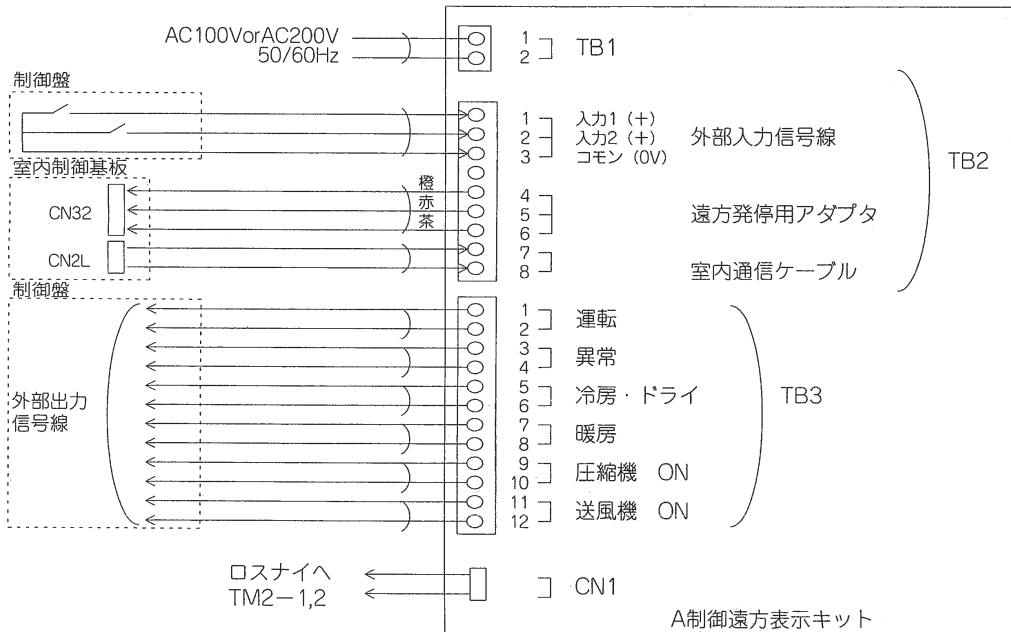 AC100VorAC200V
50/60Hz
1
2
TB1
制御盤
1
2
3
入力1 (+)
入力2 (+)
コモン (0V)
外部入力信号線
TB2
室内制御基板
CN32
CN2L
橙
赤
茶
4
5
6
遠方発停用アダプタ
7
8
室内通信ケーブル
制御盤
外部出力
信号線
1
2
運転
3
4
異常
5
6
冷房・ドライ
TB3
7
8
暖房
9
10
圧縮機 ON
11
12
送風機 ON
ロスナイへ
TM2-1,2
CN1
A制御遠方表示キット